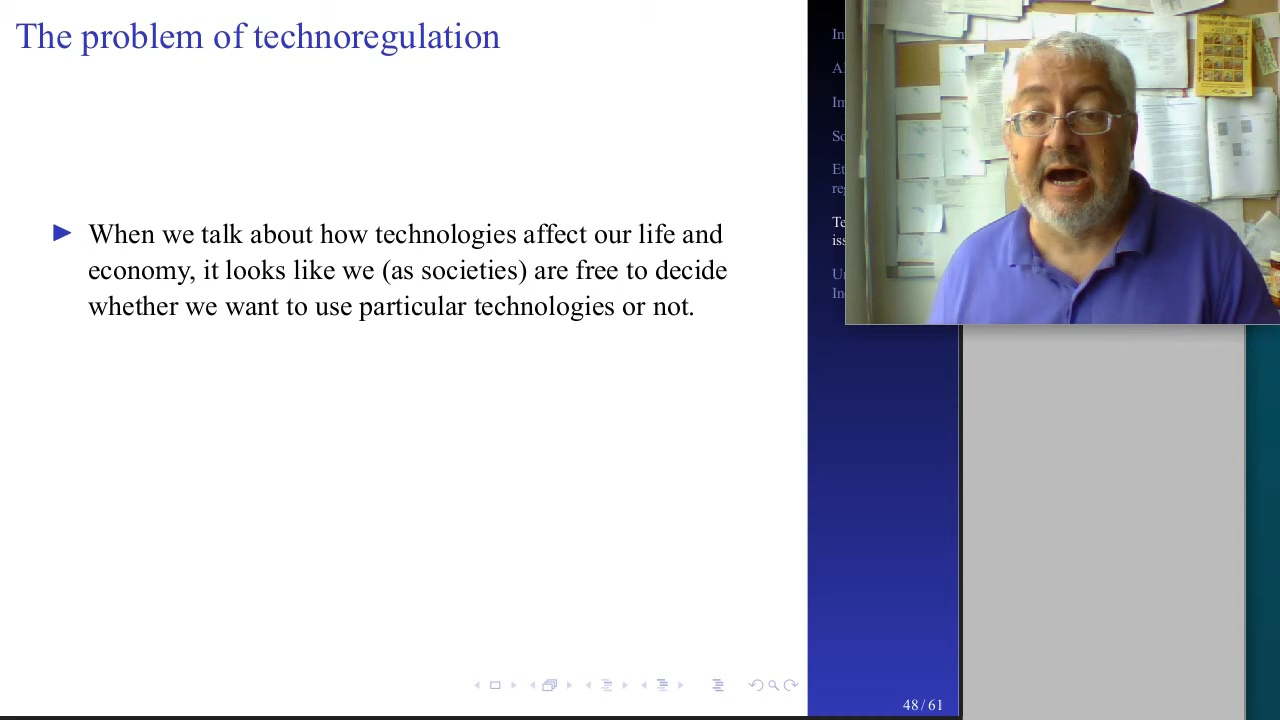 The problem of technoregulation
When we talk about how technologies affect our life and
economy, it looks like we (as societies) are free to decide
whether we want to use particular technologies or not.
48 / 61